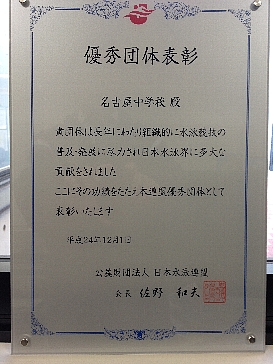 優秀団体表彰
名古屋中学校 殿
貴団体は長年にわたり組織的に水泳競技の
普及・発展に尽力され日本水泳界に多大な
貢献をされました
ここにその功績をたたえ本連盟優秀団体として
表彰いたします
平成24年12月1日
公益財団法人 日本水泳連盟
会長 佐野 和夫